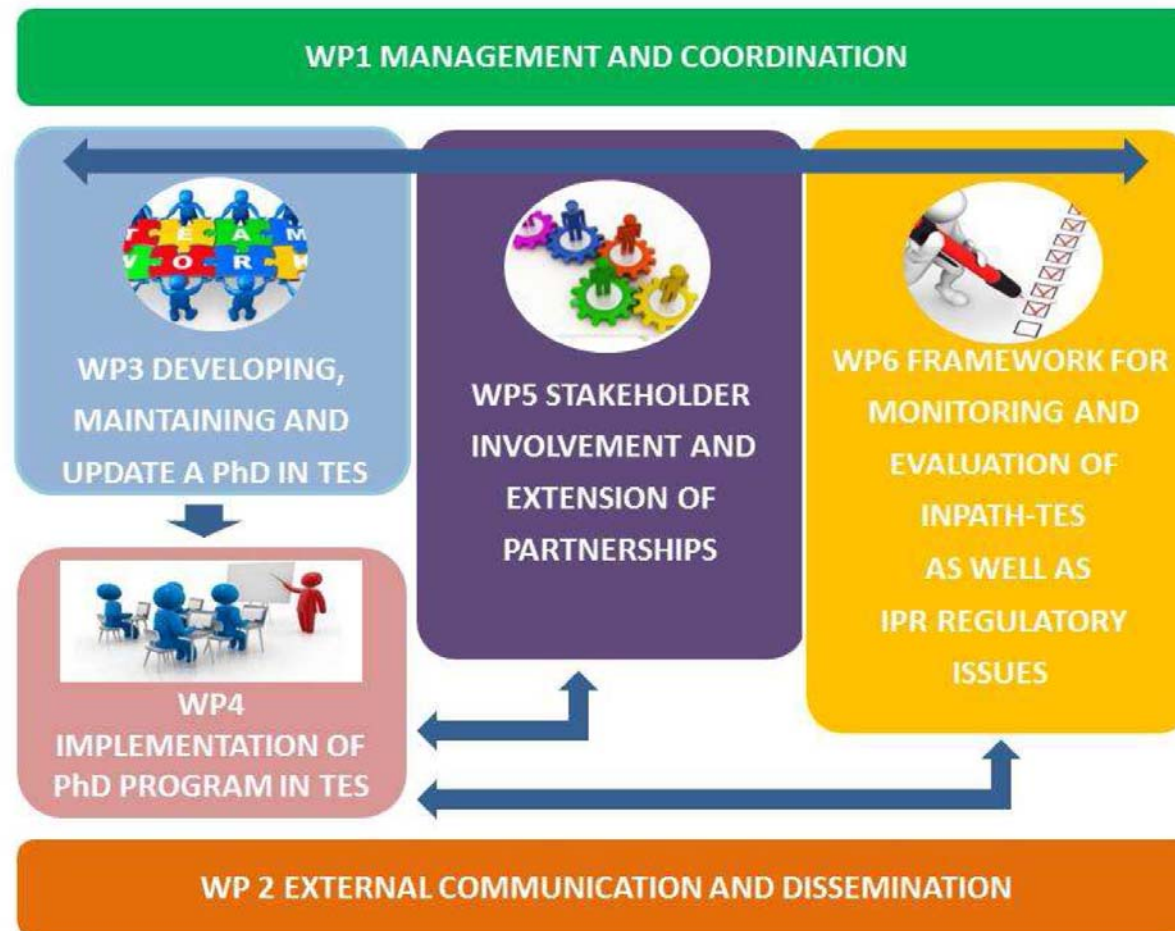 WP1 MANAGEMENT AND COORDINATION
TEAM
WORK
WP3 DEVELOPING,
MAINTAINING AND
UPDATE A PhD IN TES
WP4
IMPLEMENTATION OF
PhD PROGRAM IN TES
WP5 STAKEHOLDER
INVOLVEMENT AND
EXTENSION OF
PARTNERSHIPS
WP6 FRAMEWORK FOR
MONITORING AND
EVALUATION OF
INPATH-TES
AS WELL AS
IPR REGULATORY
ISSUES
WP 2 EXTERNAL COMMUNICATION AND DISSEMINATION